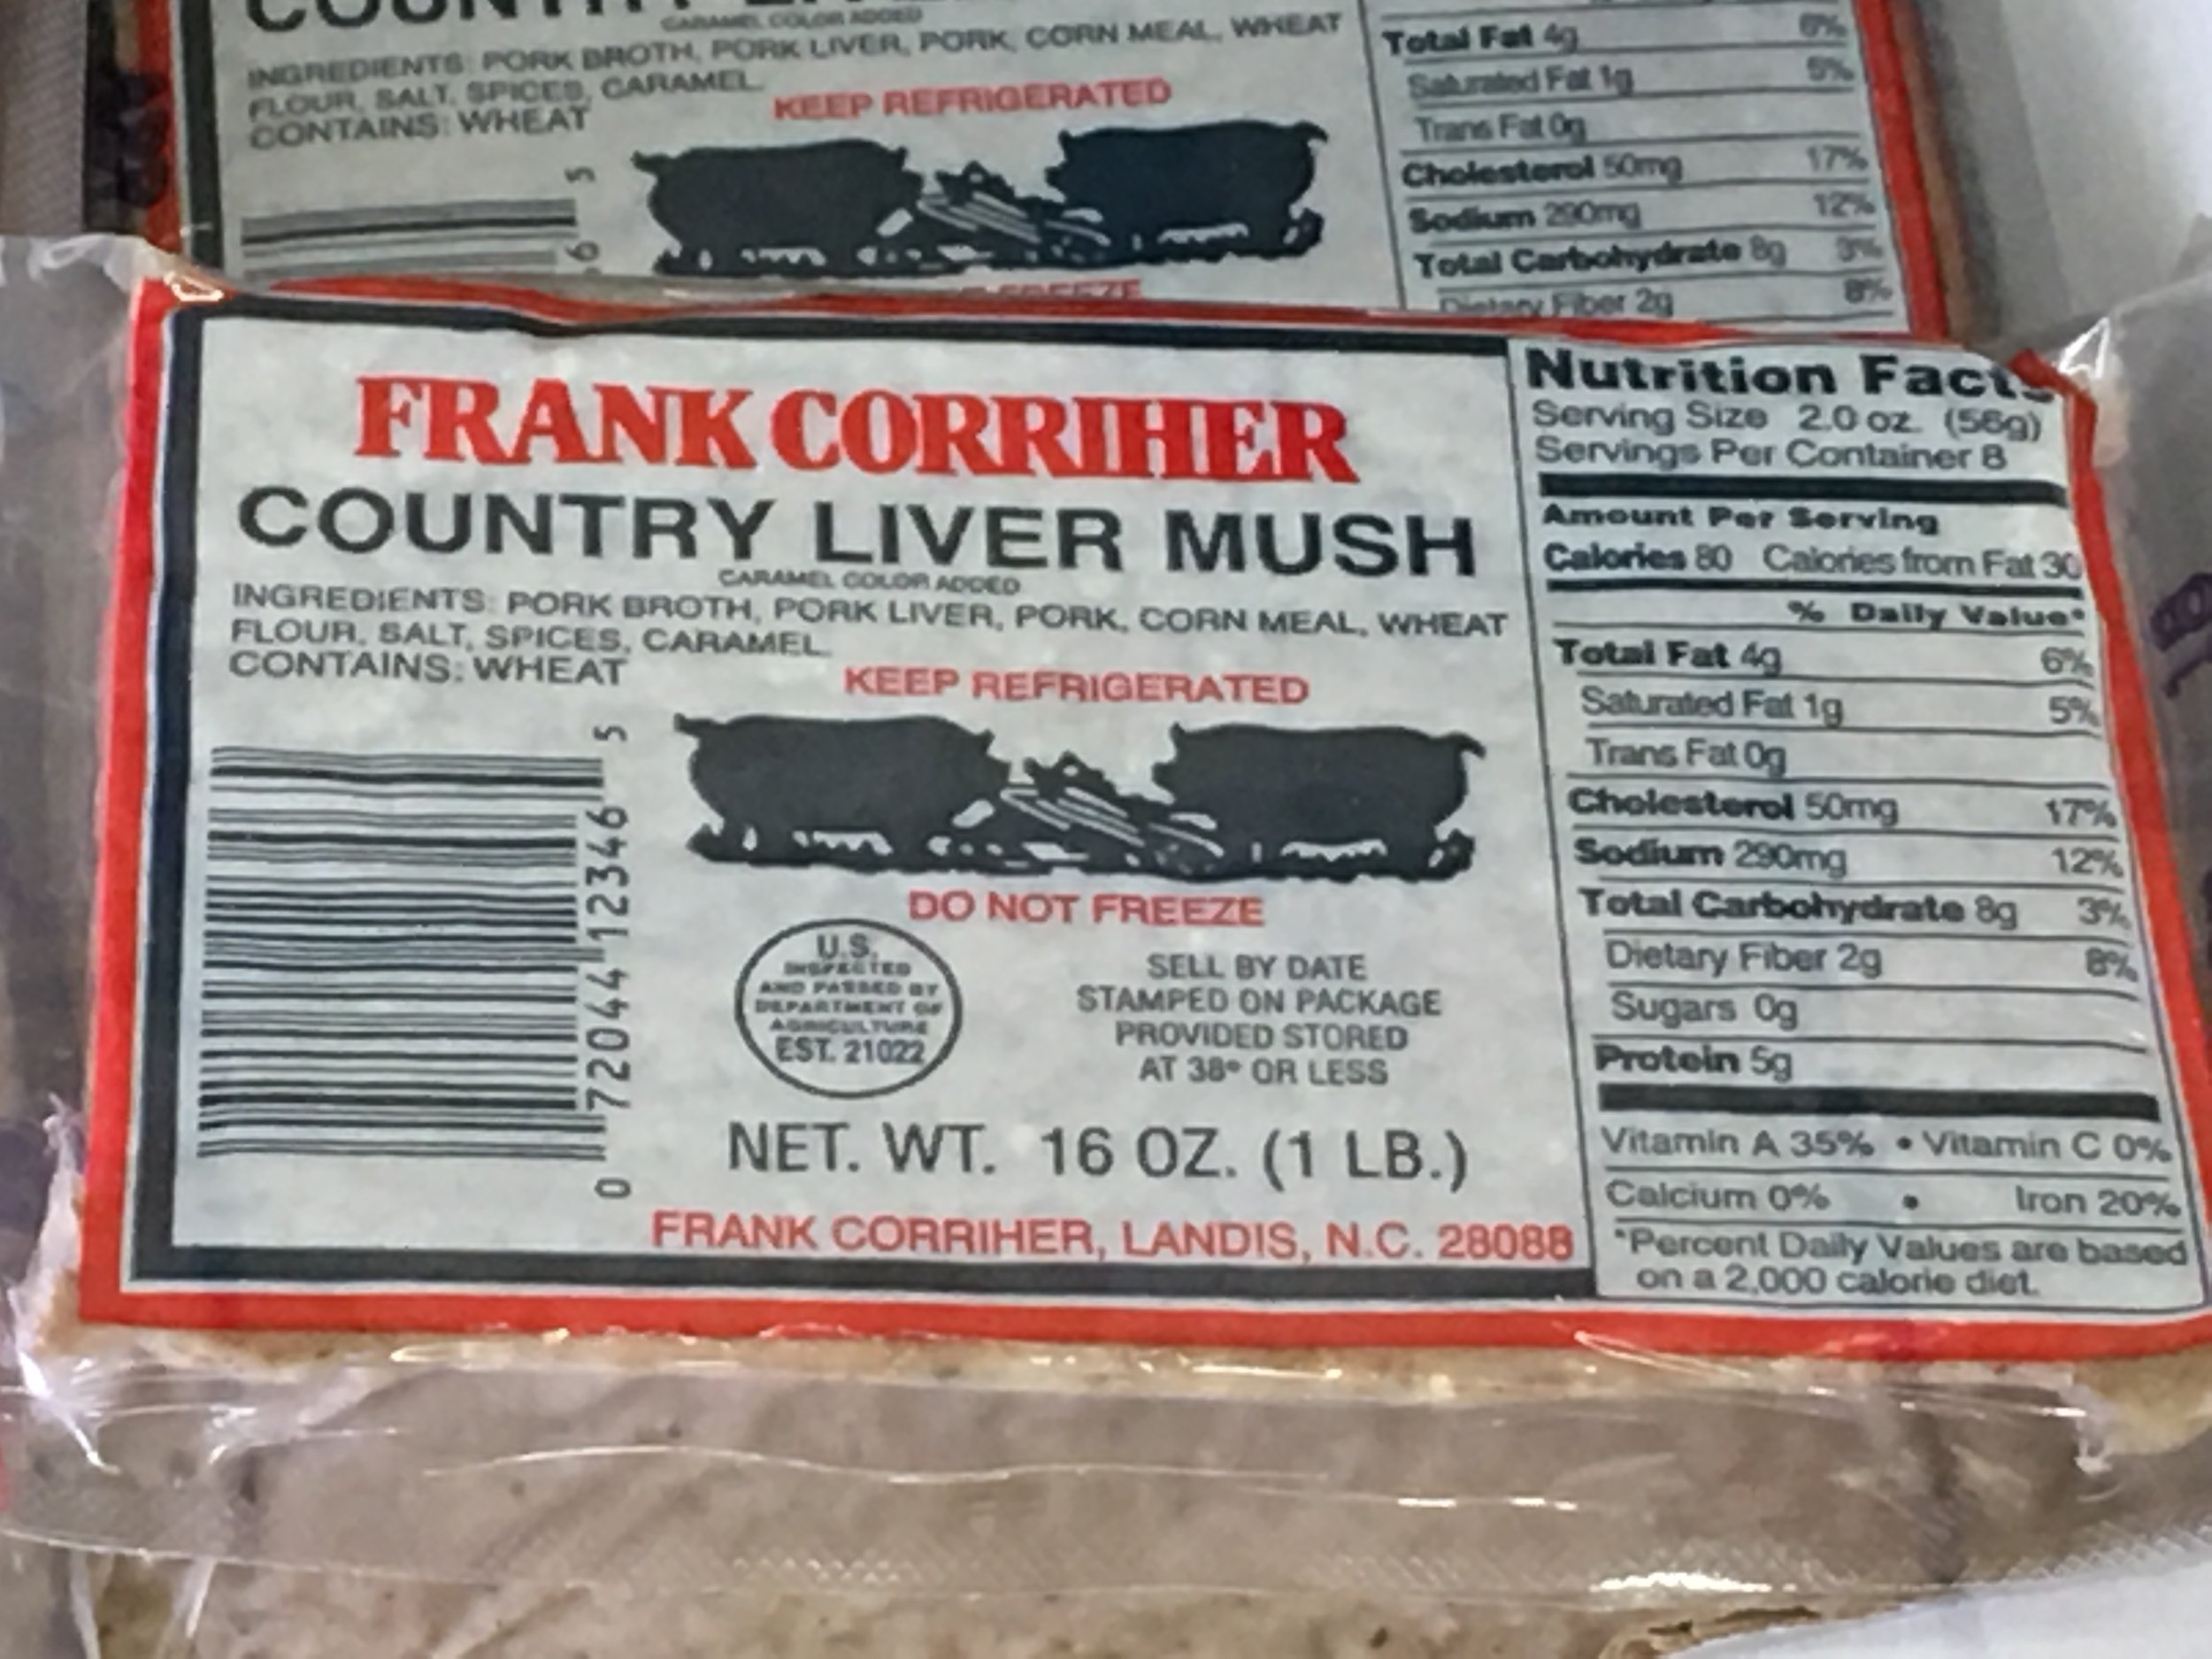 CARAMEL COLOR ADDED
INGREDIENTS: PORK BROTH, PORK LIVER, PORK, CORN MEAL, WHEAT
FLOUR, SALT, SPICES, CARAMEL
CONTAINS: WHEAT
KEEP REFRIGERATED
5
6
Total Fat 4g 6%
Saturated Fat 1g 5%
Trans Fat 0g
Cholesterol 50mg 17%
Sodium 290mg 12%
Total Carbohydrate 8g 3%
Dietary Fiber 2g 8%
FRANK CORRIHER
COUNTRY LIVER MUSH
CARAMEL COLOR ADDED
INGREDIENTS: PORK BROTH, PORK LIVER, PORK, CORN MEAL, WHEAT
FLOUR, SALT, SPICES, CARAMEL
CONTAINS: WHEAT
KEEP REFRIGERATED
DO NOT FREEZE
0 72044 12346 5
U.S.
INSPECTED
AND PASSED BY
DEPARTMENT OF
AGRICULTURE
EST. 21022
SELL BY DATE
STAMPED ON PACKAGE
PROVIDED STORED
AT 38° OR LESS
NET. WT. 16 OZ. (1 LB.)
FRANK CORRIHER, LANDIS, N.C. 28088
Nutrition Facts
Serving Size 2.0 oz. (56g)
Servings Per Container 8
Amount Per Serving
Calories 80 Calories from Fat 30
% Daily Value*
Total Fat 4g 6%
Saturated Fat 1g 5%
Trans Fat 0g
Cholesterol 50mg 17%
Sodium 290mg 12%
Total Carbohydrate 8g 3%
Dietary Fiber 2g 8%
Sugars 0g
Protein 5g
Vitamin A 35% • Vitamin C 0%
Calcium 0% • Iron 20%
*Percent Daily Values are based
on a 2,000 calorie diet.